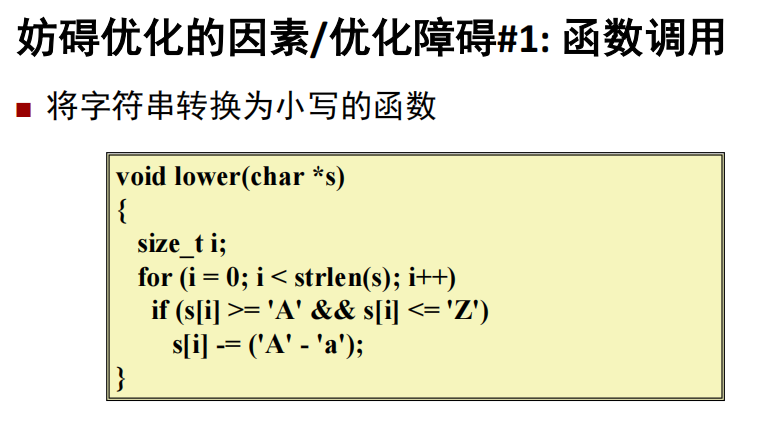 妨碍优化的因素/优化障碍#1: 函数调用
■ 将字符串转换为小写的函数
void lower(char *s)
{
  size_t i;
  for (i = 0; i < strlen(s); i++)
    if (s[i] >= 'A' && s[i] <= 'Z')
      s[i] -= ('A' - 'a');
}